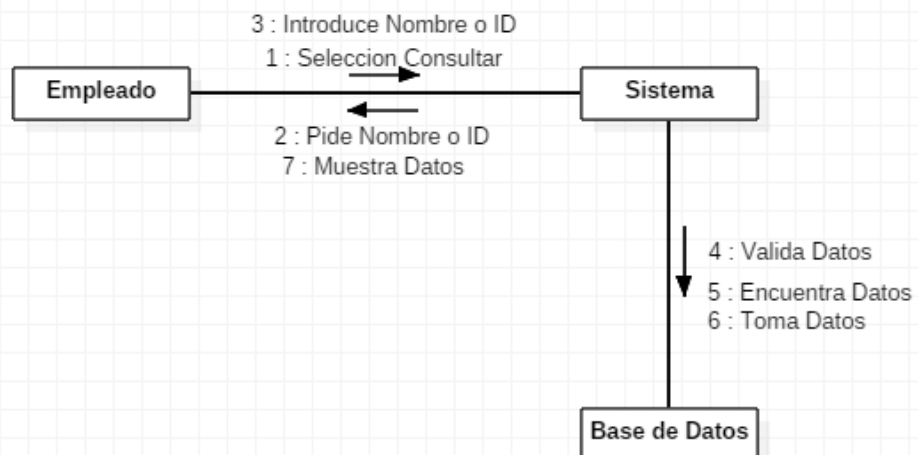 3 : Introduce Nombre o ID
1 : Seleccion Consultar
Empleado
Sistema
2 : Pide Nombre o ID
7 : Muestra Datos
4 : Valida Datos
5 : Encuentra Datos
6 : Toma Datos
Base de Datos